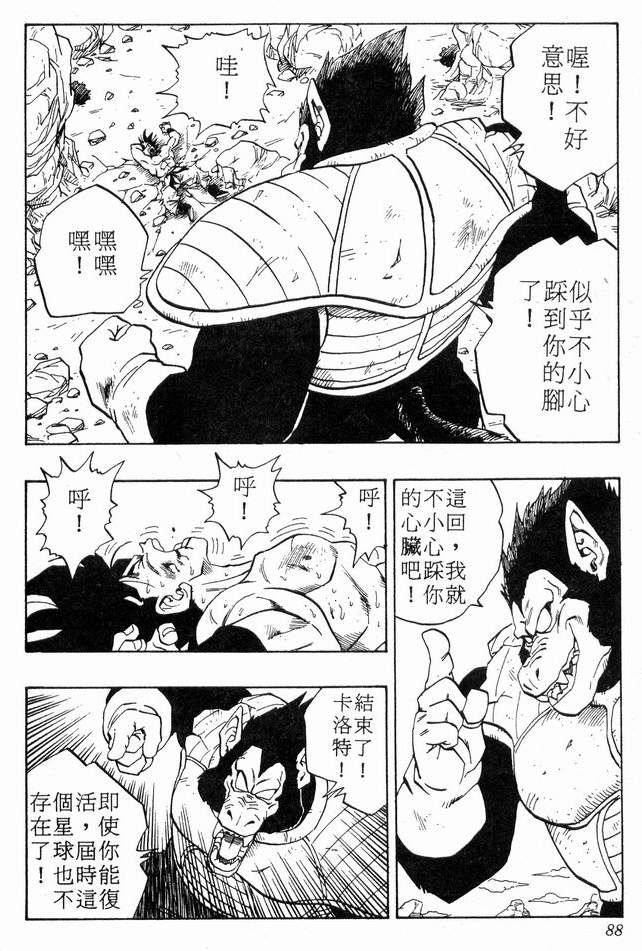 喔！不好
意思！
似乎不小心
踩到你的腳
了！
哇！
嘿嘿
嘿！
這回，我就
不小心踩你
的心臟吧！
呼！
呼！
呼！
結束了！
卡洛特！
即使你能復
活，屆時這
個星球也不
存在了！
88